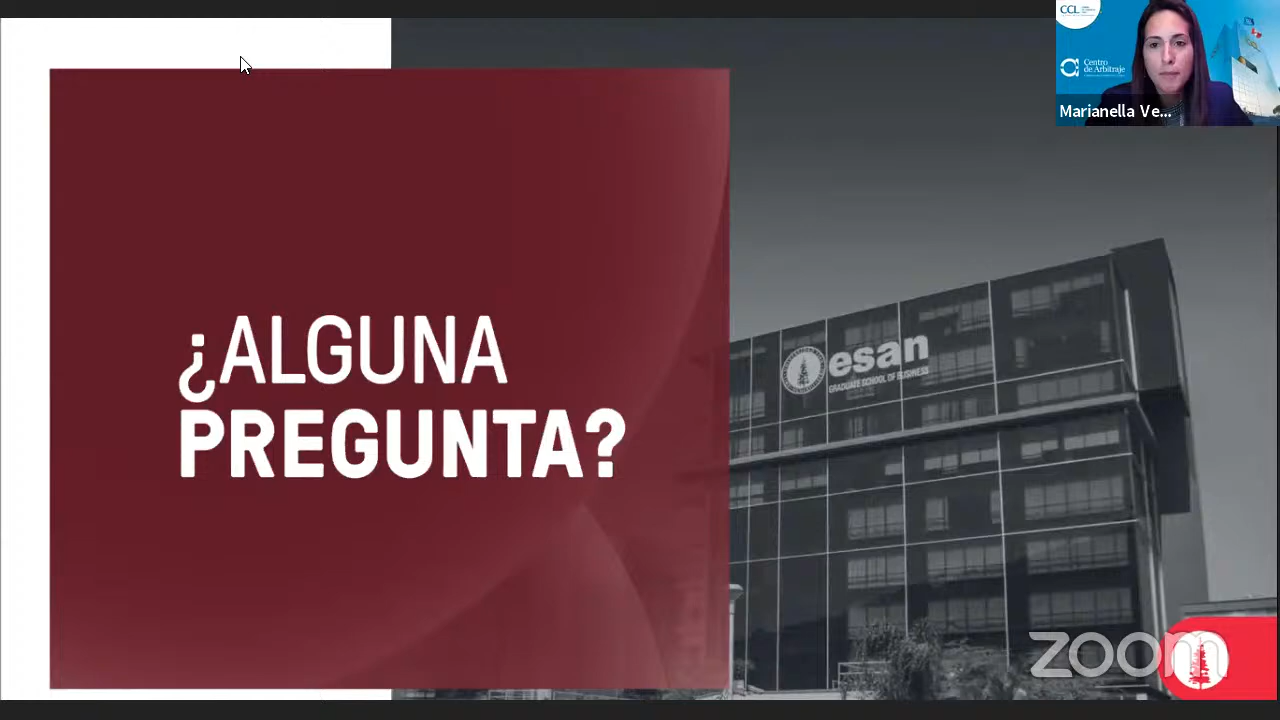 CCL
Centro
de Arbitraje
Marianella Ve...
¿ALGUNA
PREGUNTA?
esan
GRADUATE SCHOOL OF BUSINESS
zoom